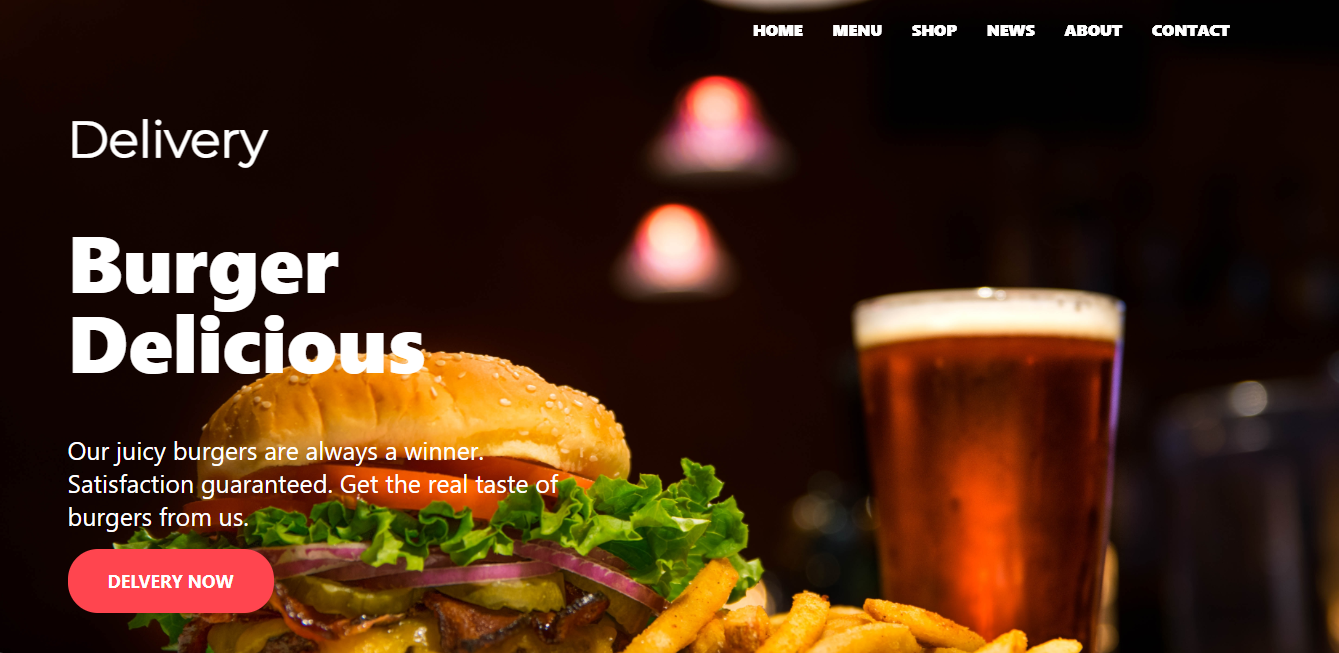 HOME MENU SHOP NEWS ABOUT CONTACT
Delivery
Burger
Delicious
Our juicy burgers are always a winner.
Satisfaction guaranteed. Get the real taste of
burgers from us.
DELVERY NOW